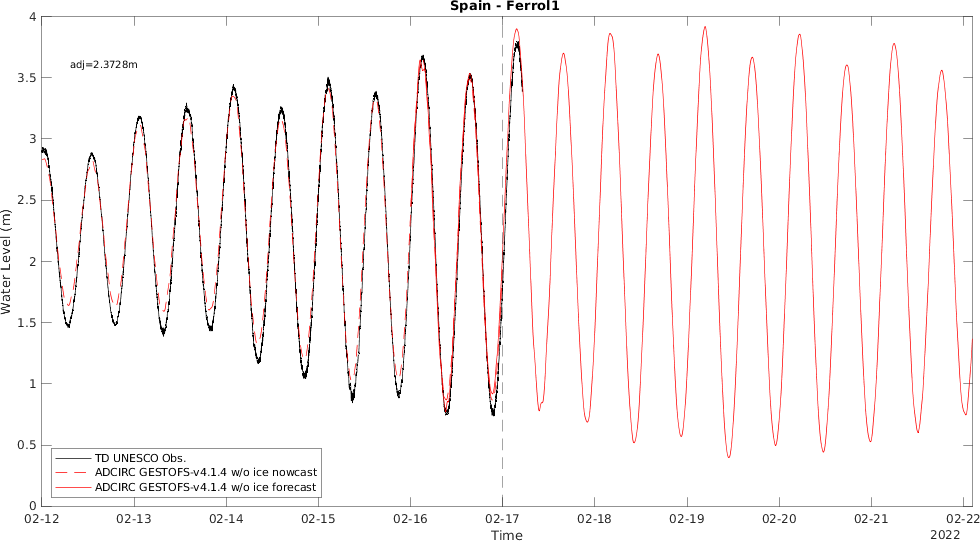 Spain - Ferrol1
4
3.5
3
2.5
2
1.5
1
0.5
0
Water Level (m)
adj=2.3728m
TD UNESCO Obs.
ADCIRC GESTOFS-v4.1.4 w/o ice nowcast
ADCIRC GESTOFS-v4.1.4 w/o ice forecast
02-12 02-13 02-14 02-15 02-16 02-17 02-18 02-19 02-20 02-21 02-22
Time
2022